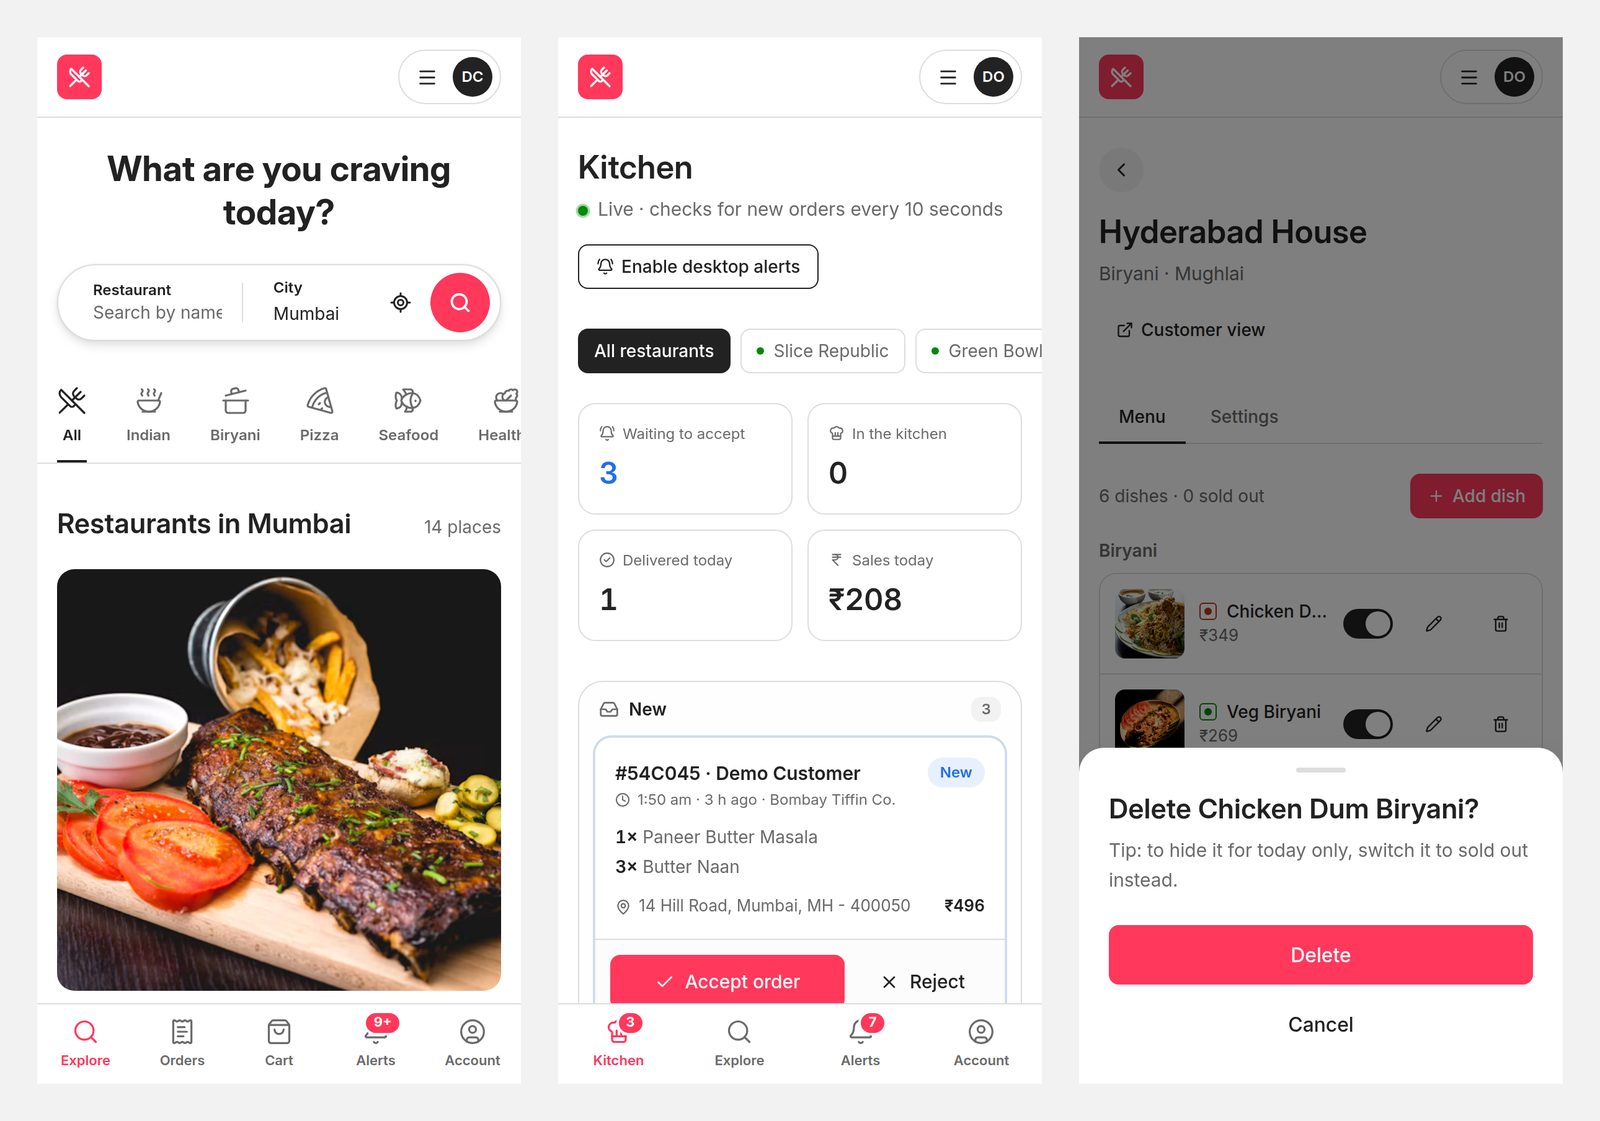 DC
What are you craving
today?
Restaurant
Search by name
City
Mumbai
All
Indian
Biryani
Pizza
Seafood
Health
Restaurants in Mumbai
14 places
9+
Explore
Orders
Cart
Alerts
Account
DO
Kitchen
Live · checks for new orders every 10 seconds
Enable desktop alerts
All restaurants
Slice Republic
Green Bowl
Waiting to accept
3
In the kitchen
0
Delivered today
1
₹ Sales today
₹208
New
3
#54C045 · Demo Customer
New
1:50 am · 3 h ago · Bombay Tiffin Co.
1× Paneer Butter Masala
3× Butter Naan
14 Hill Road, Mumbai, MH - 400050
₹496
Accept order
Reject
3
7
Kitchen
Explore
Alerts
Account
DO
Hyderabad House
Biryani · Mughlai
Customer view
Menu
Settings
6 dishes · 0 sold out
+ Add dish
Biryani
Chicken D...
₹349
Veg Biryani
₹269
Delete Chicken Dum Biryani?
Tip: to hide it for today only, switch it to sold out
instead.
Delete
Cancel